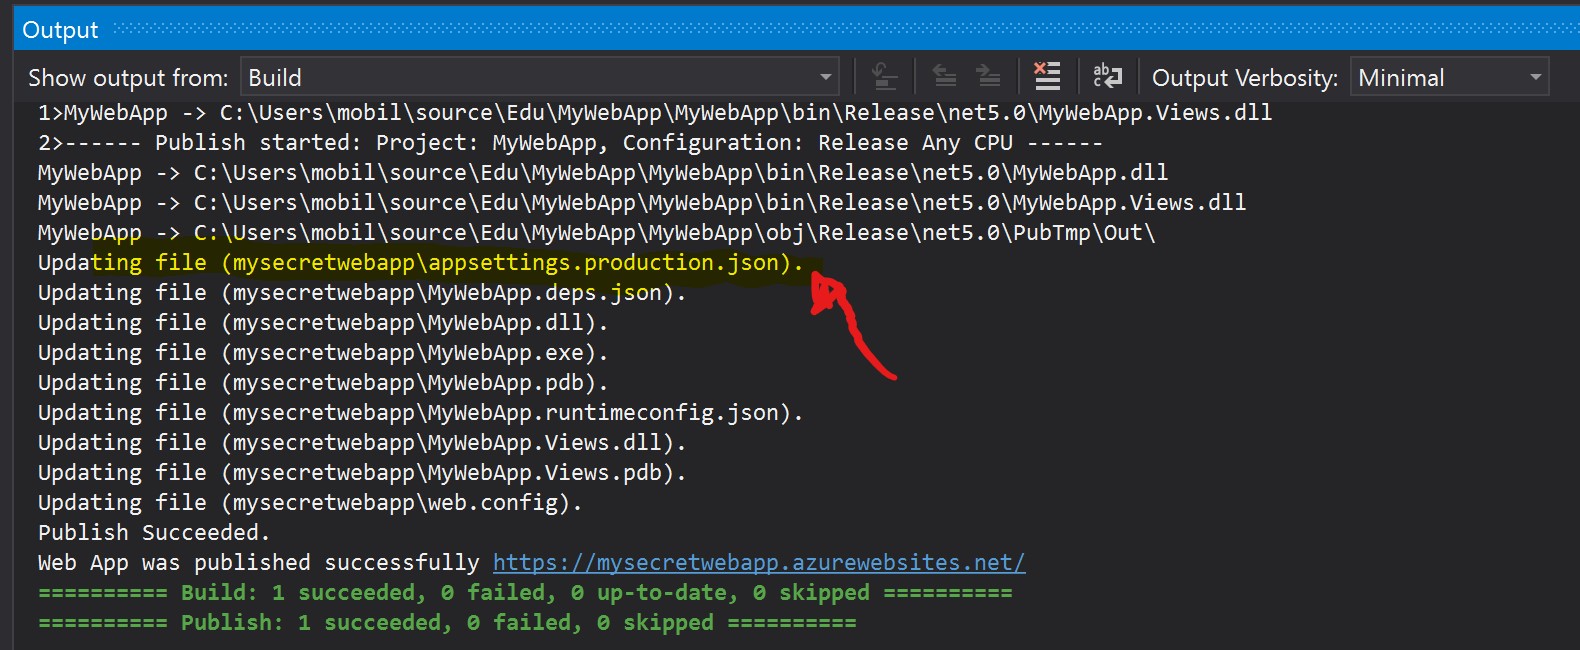 Output
Show output from: Build Output Verbosity: Minimal
1>MyWebApp -> C:\Users\mobil\source\Edu\MyWebApp\MyWebApp\bin\Release\net5.0\MyWebApp.Views.dll
2>------ Publish started: Project: MyWebApp, Configuration: Release Any CPU ------
MyWebApp -> C:\Users\mobil\source\Edu\MyWebApp\MyWebApp\bin\Release\net5.0\MyWebApp.dll
MyWebApp -> C:\Users\mobil\source\Edu\MyWebApp\MyWebApp\bin\Release\net5.0\MyWebApp.Views.dll
MyWebApp -> C:\Users\mobil\source\Edu\MyWebApp\MyWebApp\obj\Release\net5.0\PubTmp\Out\
Updating file (mysecretwebapp\appsettings.production.json).
Updating file (mysecretwebapp\MyWebApp.deps.json).
Updating file (mysecretwebapp\MyWebApp.dll).
Updating file (mysecretwebapp\MyWebApp.exe).
Updating file (mysecretwebapp\MyWebApp.pdb).
Updating file (mysecretwebapp\MyWebApp.runtimeconfig.json).
Updating file (mysecretwebapp\MyWebApp.Views.dll).
Updating file (mysecretwebapp\MyWebApp.Views.pdb).
Updating file (mysecretwebapp\web.config).
Publish Succeeded.
Web App was published successfully https://mysecretwebapp.azurewebsites.net/
========== Build: 1 succeeded, 0 failed, 0 up-to-date, 0 skipped ==========
========== Publish: 1 succeeded, 0 failed, 0 skipped ==========